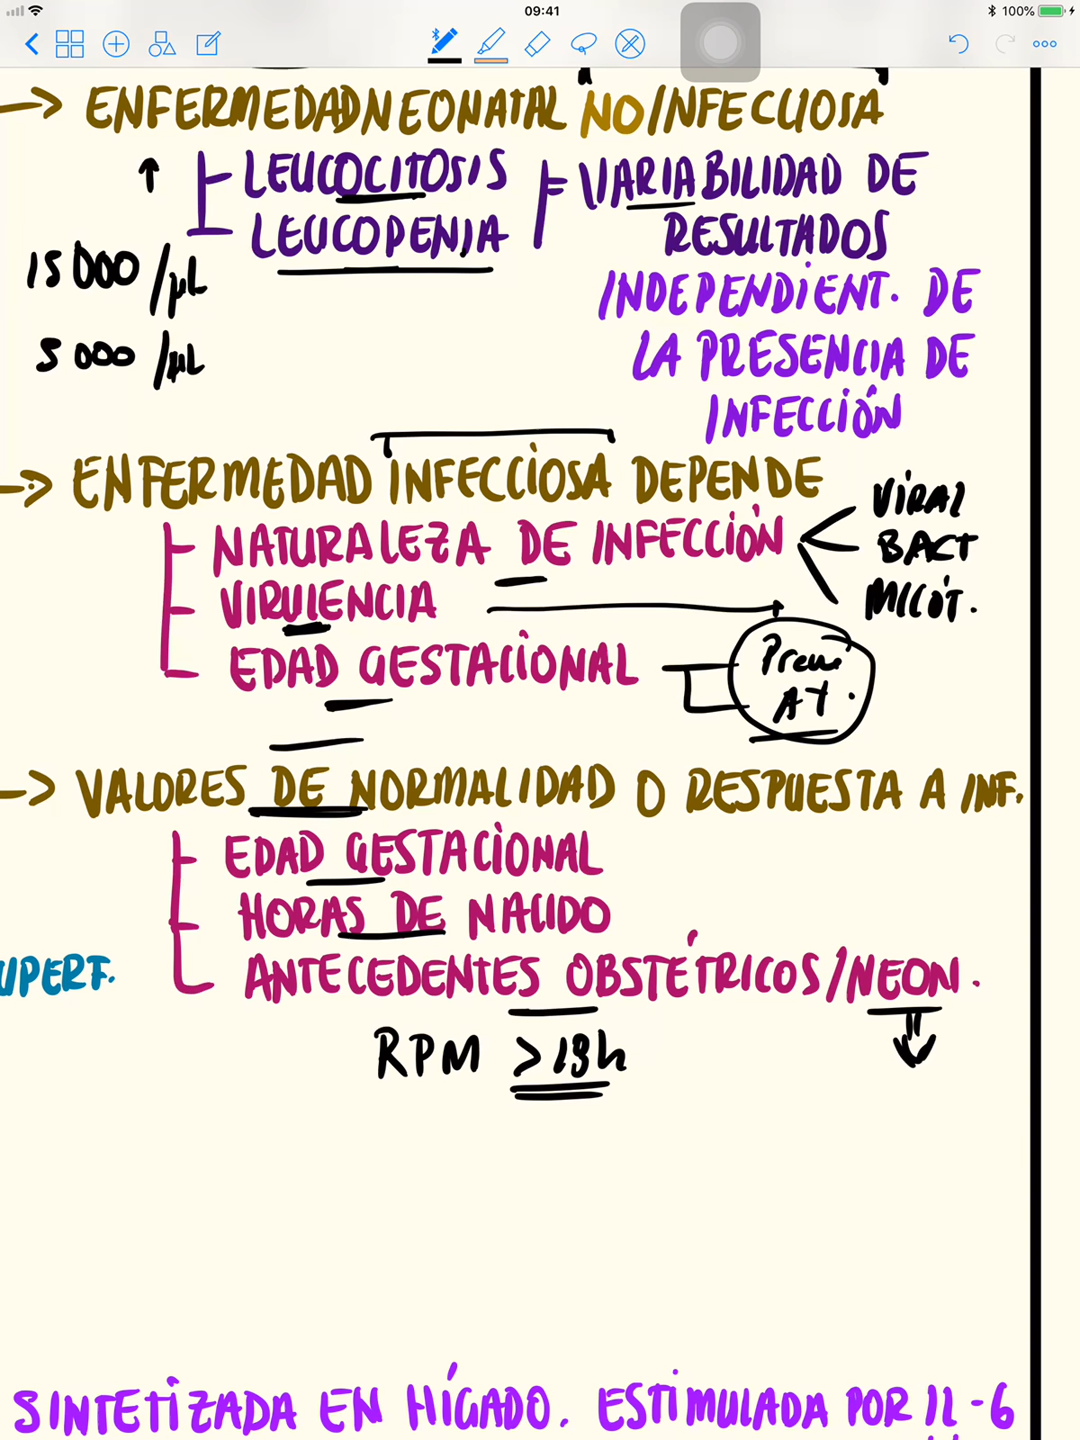 09:41
100%
→ ENFERMEDAD NEONATAL NO INFECCIOSA
↑ LEUCOCITOSIS
LEUCOPENIA
VARIABILIDAD DE
RESULTADOS
INDEPENDIENT. DE
LA PRESENCIA DE
INFECCIÓN
15 000 /µL
5 000 /µL
→ ENFERMEDAD INFECCIOSA DEPENDE
NATURALEZA DE INFECCIÓN
VIRAL
BACT
MICÓT.
VIRULENCIA
EDAD GESTACIONAL
AT.
→ VALORES DE NORMALIDAD O RESPUESTA A INF.
EDAD GESTACIONAL
HORAS DE NACIDO
ANTECEDENTES OBSTÉTRICOS/NEON.
UPERF.
RPM >18h
SINTETIZADA EN HÍGADO. ESTIMULADA POR IL-6